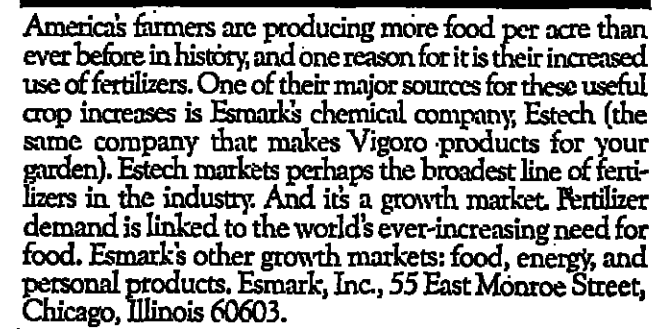 America's farmers are producing more food per acre than
ever before in history, and one reason for it is their increased
use of fertilizers. One of their major sources for these useful
crop increases is Esmark's chemical company, Estech (the
same company that makes Vigoro products for your
garden). Estech markets perhaps the broadest line of ferti-
lizers in the industry. And it's a growth market. Fertilizer
demand is linked to the world's ever-increasing need for
food. Esmark's other growth markets: food, energy, and
personal products. Esmark, Inc., 55 East Monroe Street,
Chicago, Illinois 60603.